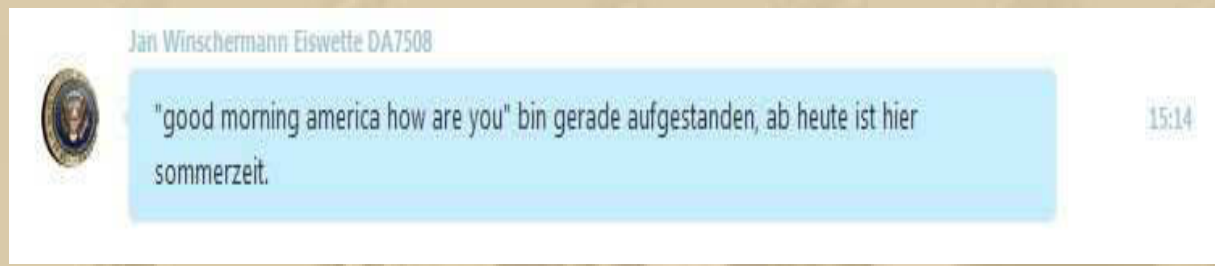 Jan Winschermann Eiswette DA7508
"good morning america how are you" bin gerade aufgestanden, ab heute ist hier
sommerzeit.
15:14